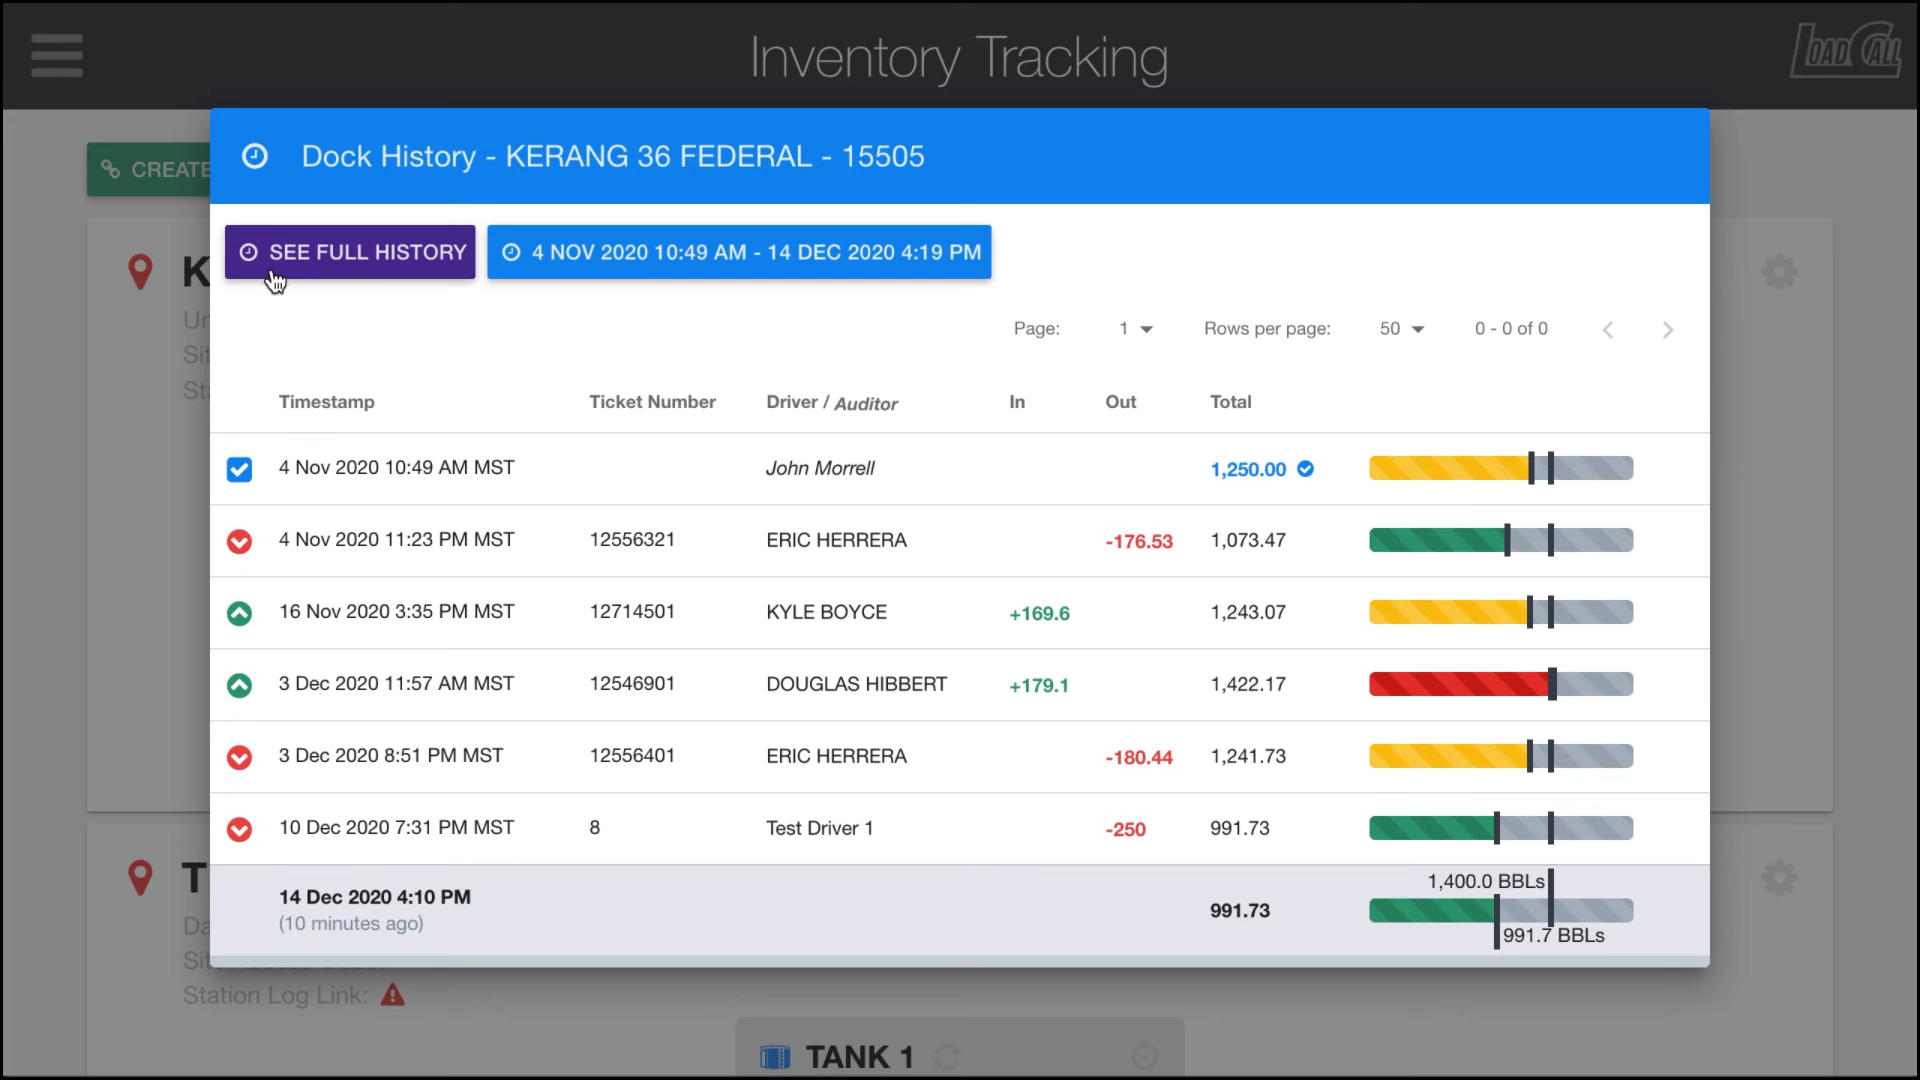 Inventory Tracking
LOADCALL
CREATE
Dock History - KERANG 36 FEDERAL - 15505
SEE FULL HISTORY
4 NOV 2020 10:49 AM - 14 DEC 2020 4:19 PM
K
Un
Sit
Sta
Page: 1 Rows per page: 50 0 - 0 of 0
Timestamp Ticket Number Driver / Auditor In Out Total
4 Nov 2020 10:49 AM MST John Morrell 1,250.00
4 Nov 2020 11:23 PM MST 12556321 ERIC HERRERA -176.53 1,073.47
16 Nov 2020 3:35 PM MST 12714501 KYLE BOYCE +169.6 1,243.07
3 Dec 2020 11:57 AM MST 12546901 DOUGLAS HIBBERT +179.1 1,422.17
3 Dec 2020 8:51 PM MST 12556401 ERIC HERRERA -180.44 1,241.73
10 Dec 2020 7:31 PM MST 8 Test Driver 1 -250 991.73
14 Dec 2020 4:10 PM 991.73 1,400.0 BBLs
(10 minutes ago) 991.7 BBLs
T
Da
Station Log Link:
TANK 1